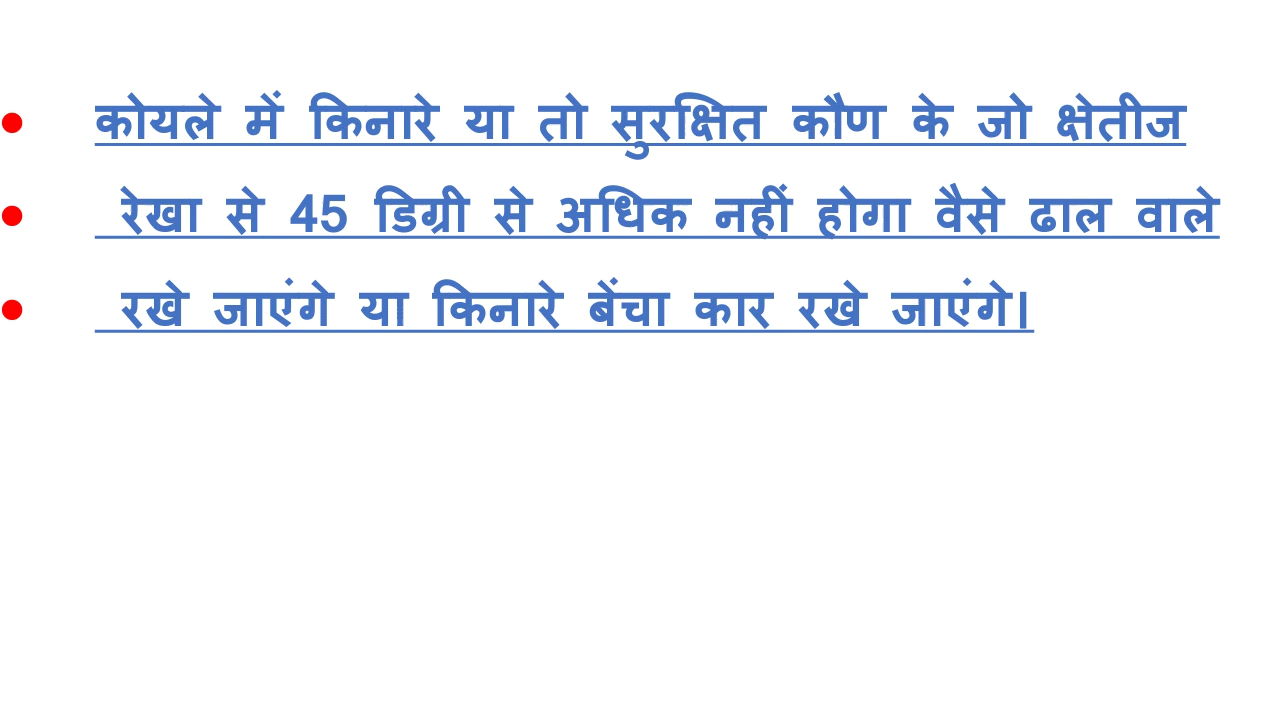 • कोयले में किनारे या तो सुरक्षित कौण के जो क्षेतीज
• रेखा से 45 डिग्री से अधिक नहीं होगा वैसे ढाल वाले
• रखे जाएंगे या किनारे बेंचा कार रखे जाएंगे।